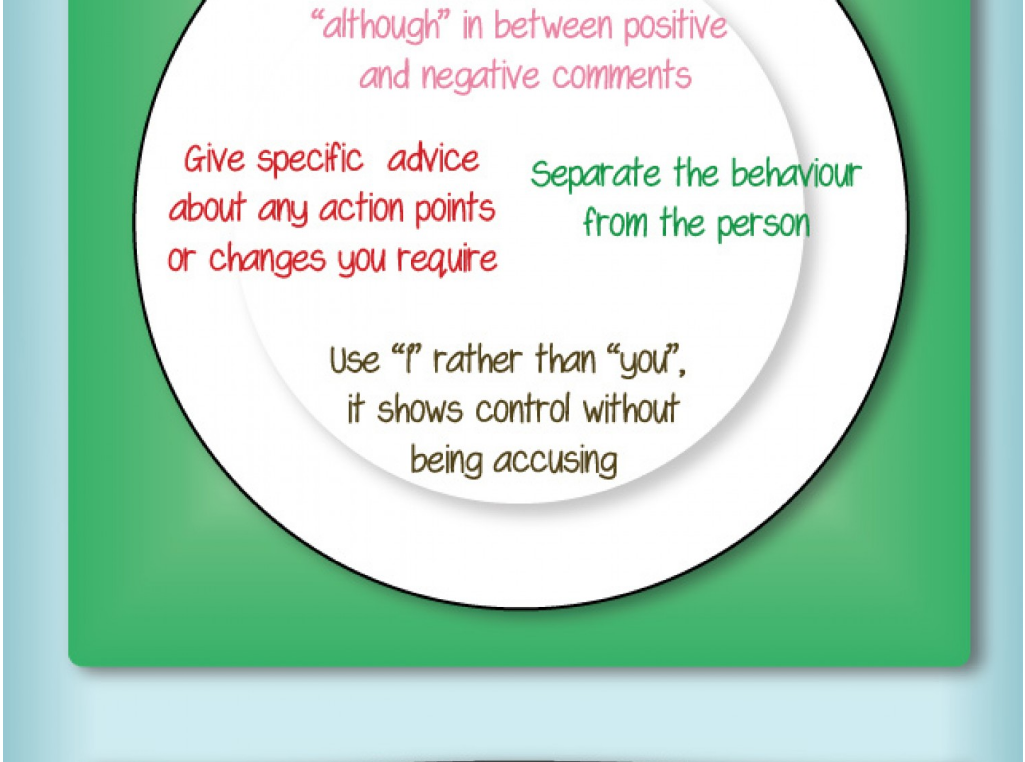 “although” in between positive
and negative comments
Give specific advice
about any action points
or changes you require
Separate the behaviour
from the person
Use “I” rather than “you”,
it shows control without
being accusing